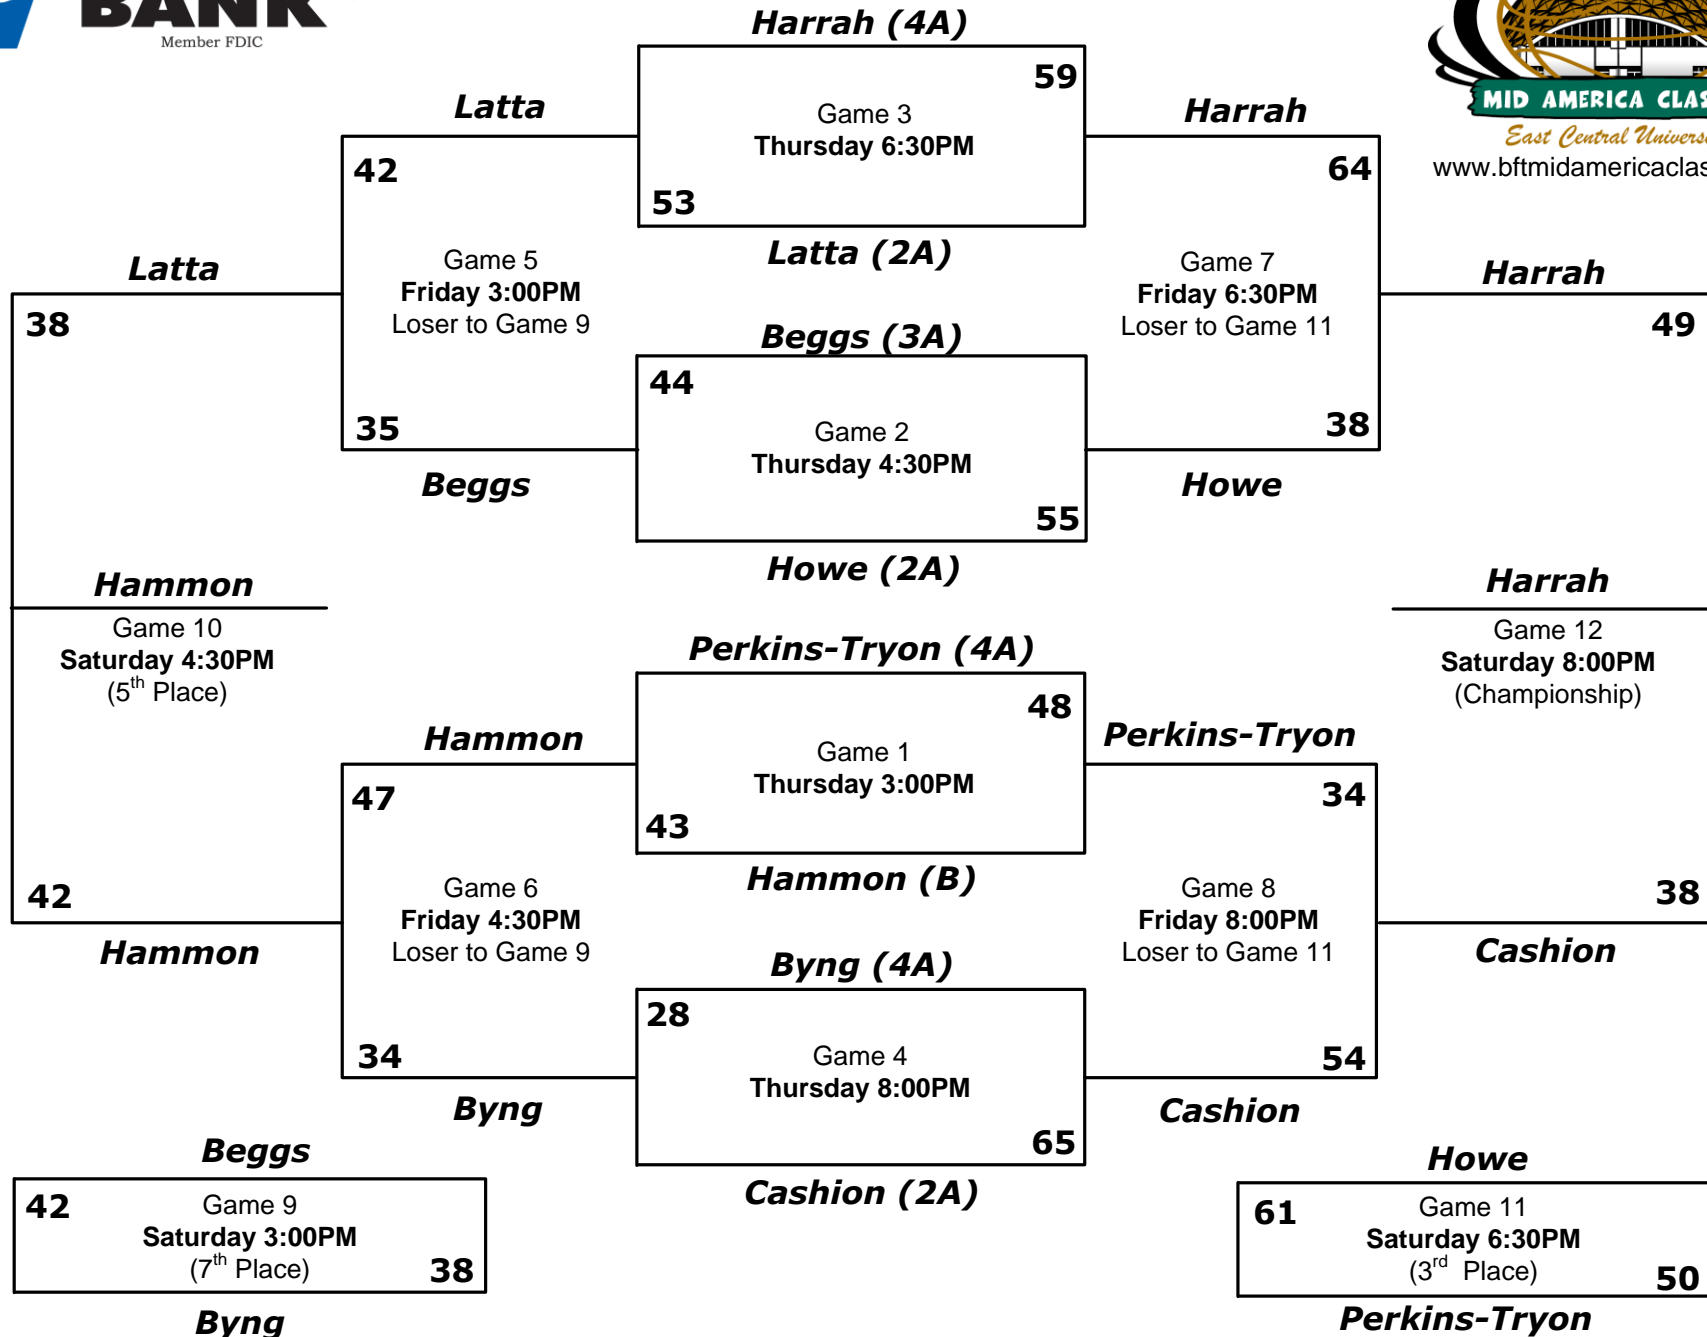 BANK
Member FDIC
MID AMERICA CLAS
East Central Univers
www.bftmidamericaclas
Harrah (4A)
59
Game 3
Thursday 6:30PM
53
Latta (2A)
Latta
42
Game 5
Friday 3:00PM
Loser to Game 9
35
Beggs
Harrah
64
Game 7
Friday 6:30PM
Loser to Game 11
38
Howe
Latta
38
Harrah
49
Beggs (3A)
44
Game 2
Thursday 4:30PM
55
Howe (2A)
Hammon
Game 10
Saturday 4:30PM
(5th Place)
42
Hammon
Harrah
Game 12
Saturday 8:00PM
(Championship)
38
Cashion
Perkins-Tryon (4A)
48
Game 1
Thursday 3:00PM
43
Hammon (B)
Hammon
47
Game 6
Friday 4:30PM
Loser to Game 9
34
Byng
Perkins-Tryon
34
Game 8
Friday 8:00PM
Loser to Game 11
54
Cashion
Byng (4A)
28
Game 4
Thursday 8:00PM
65
Cashion (2A)
Beggs
42
Game 9
Saturday 3:00PM
(7th Place)
38
Byng
Howe
61
Game 11
Saturday 6:30PM
(3rd Place)
50
Perkins-Tryon